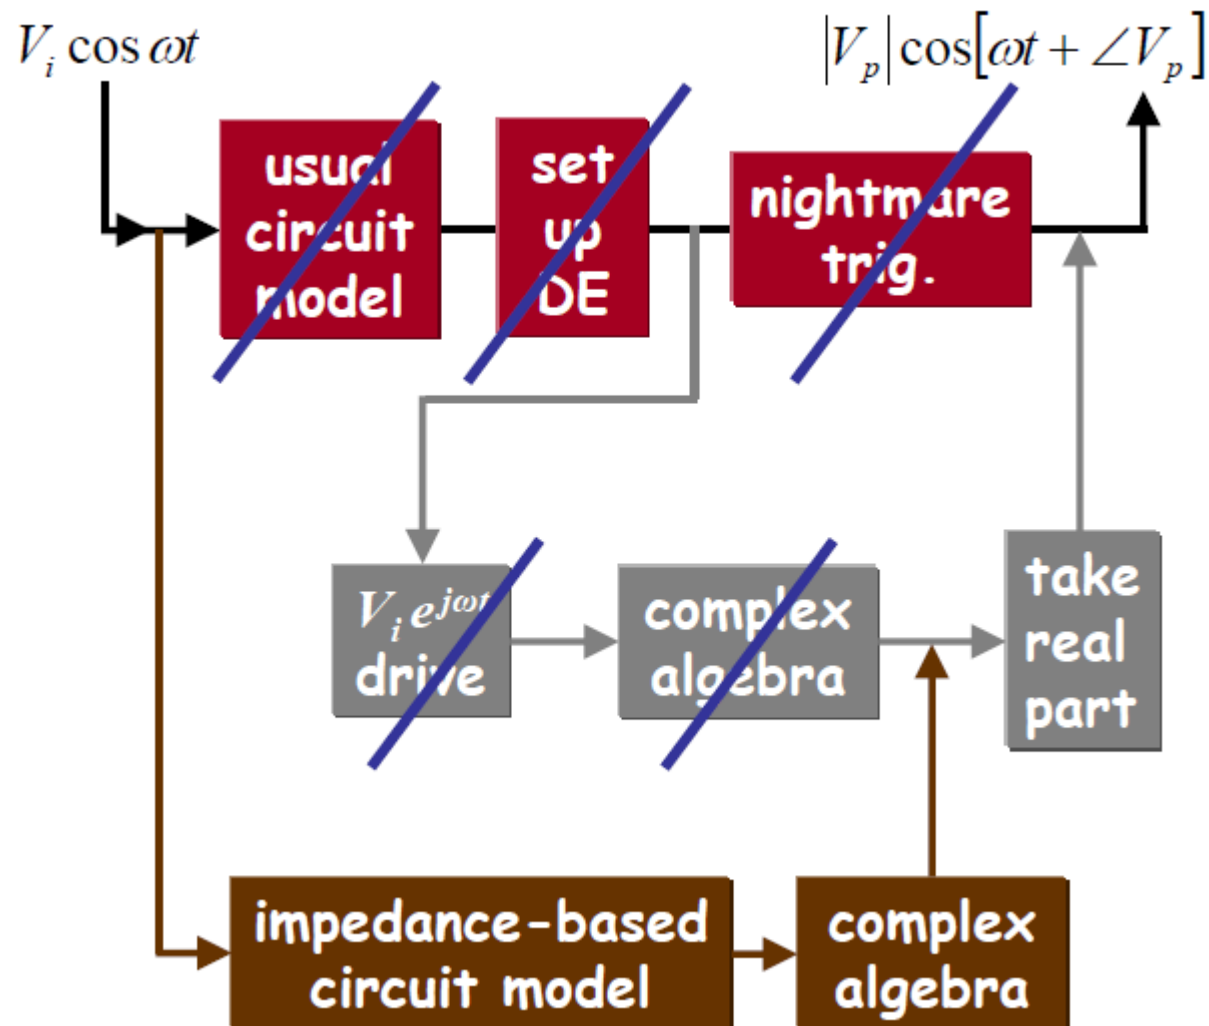 V_i cos ωt
|V_p| cos[ωt + ∠V_p]
usual
circuit
model
set
up
DE
nightmare
trig.
V_i e^{jωt}
drive
complex
algebra
take
real
part
impedance-based
circuit model
complex
algebra